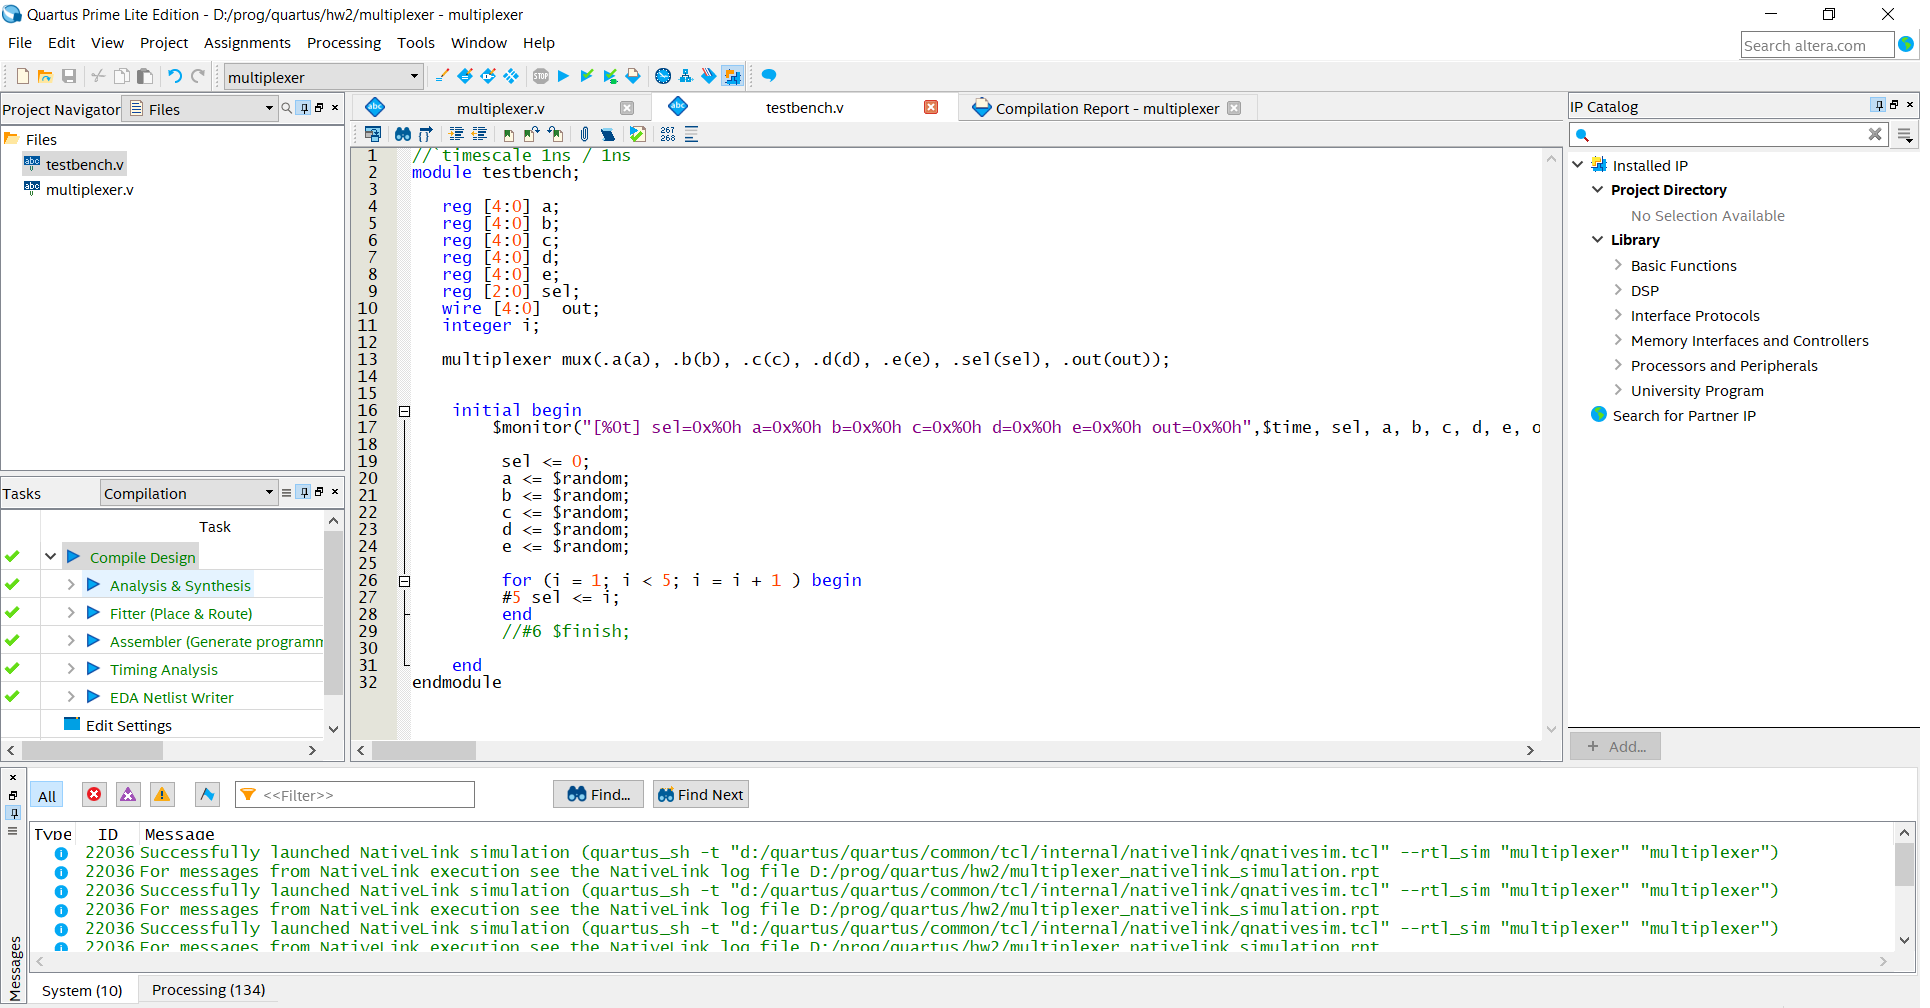 Quartus Prime Lite Edition - D:/prog/quartus/hw2/multiplexer - multiplexer
File Edit View Project Assignments Processing Tools Window Help
Search altera.com
multiplexer
Project Navigator Files
Files
testbench.v
multiplexer.v
Tasks Compilation
Task
Compile Design
Analysis & Synthesis
Fitter (Place & Route)
Assembler (Generate programm
Timing Analysis
EDA Netlist Writer
Edit Settings
multiplexer.v testbench.v Compilation Report - multiplexer
267
268
1 //`timescale 1ns / 1ns
2 module testbench;
3
4 reg [4:0] a;
5 reg [4:0] b;
6 reg [4:0] c;
7 reg [4:0] d;
8 reg [4:0] e;
9 reg [2:0] sel;
10 wire [4:0]  out;
11 integer i;
12
13 multiplexer mux(.a(a), .b(b), .c(c), .d(d), .e(e), .sel(sel), .out(out));
14
15
16 initial begin
17 $monitor("[%0t] sel=0x%0h a=0x%0h b=0x%0h c=0x%0h d=0x%0h e=0x%0h out=0x%0h",$time, sel, a, b, c, d, e, o
18
19 sel <= 0;
20 a <= $random;
21 b <= $random;
22 c <= $random;
23 d <= $random;
24 e <= $random;
25
26 for (i = 1; i < 5; i = i + 1 ) begin
27 #5 sel <= i;
28 end
29 //#6 $finish;
30
31 end
32 endmodule
IP Catalog
Installed IP
Project Directory
No Selection Available
Library
Basic Functions
DSP
Interface Protocols
Memory Interfaces and Controllers
Processors and Peripherals
University Program
Search for Partner IP
+ Add...
All <<Filter>> Find... Find Next
Type ID Message
22036 Successfully launched NativeLink simulation (quartus_sh -t "d:/quartus/quartus/common/tcl/internal/nativelink/qnativesim.tcl" --rtl_sim "multiplexer" "multiplexer")
22036 For messages from NativeLink execution see the NativeLink log file D:/prog/quartus/hw2/multiplexer_nativelink_simulation.rpt
22036 Successfully launched NativeLink simulation (quartus_sh -t "d:/quartus/quartus/common/tcl/internal/nativelink/qnativesim.tcl" --rtl_sim "multiplexer" "multiplexer")
22036 For messages from NativeLink execution see the NativeLink log file D:/prog/quartus/hw2/multiplexer_nativelink_simulation.rpt
22036 Successfully launched NativeLink simulation (quartus_sh -t "d:/quartus/quartus/common/tcl/internal/nativelink/qnativesim.tcl" --rtl_sim "multiplexer" "multiplexer")
22036 For messages from NativeLink execution see the NativeLink log file D:/prog/quartus/hw2/multiplexer_nativelink_simulation.rpt
Messages
System (10) Processing (134)